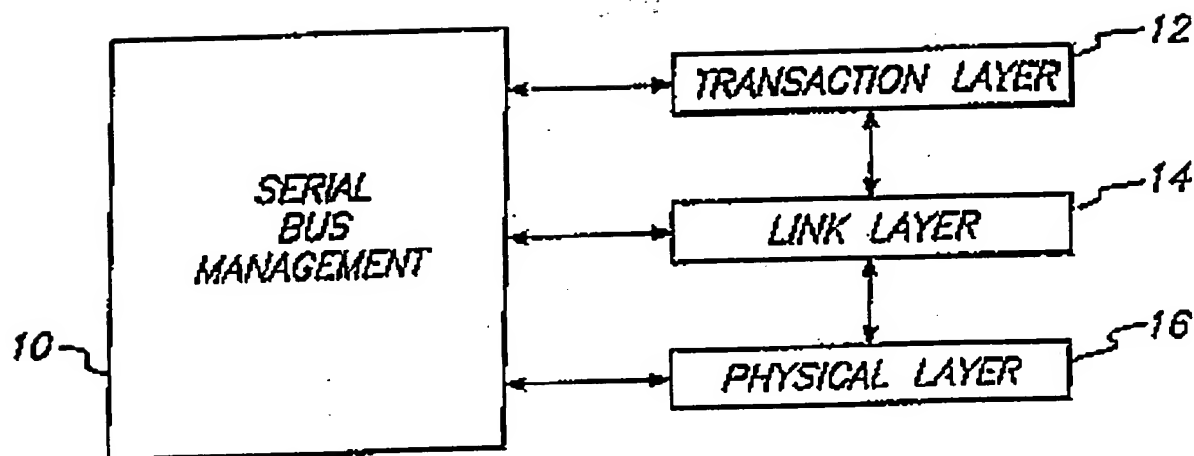 12
TRANSACTION LAYER
SERIAL
BUS
MANAGEMENT
14
LINK LAYER
10
16
PHYSICAL LAYER